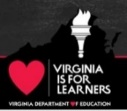 VIRGINIA
IS FOR
LEARNERS
VIRGINIA DEPARTMENT OF EDUCATION